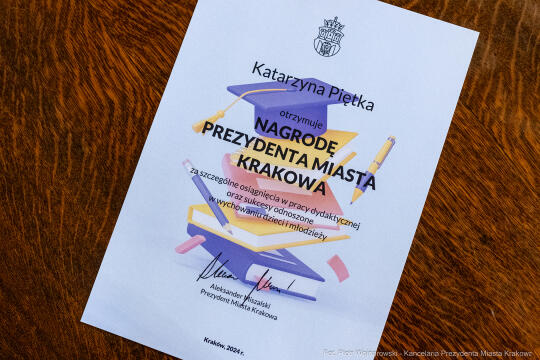 Katarzyna Piętka
otrzymuje
NAGRODĘ
PREZYDENTA MIASTA
KRAKOWA
za szczególne osiągnięcia w pracy dydaktycznej
oraz sukcesy odnoszone
w wychowaniu dzieci i młodzieży
Aleksander Miszalski
Prezydent Miasta Krakowa
Kraków, 2024 r.
Fot. Piotr Wojnarowski - Kancelaria Prezydenta Miasta Krakowa